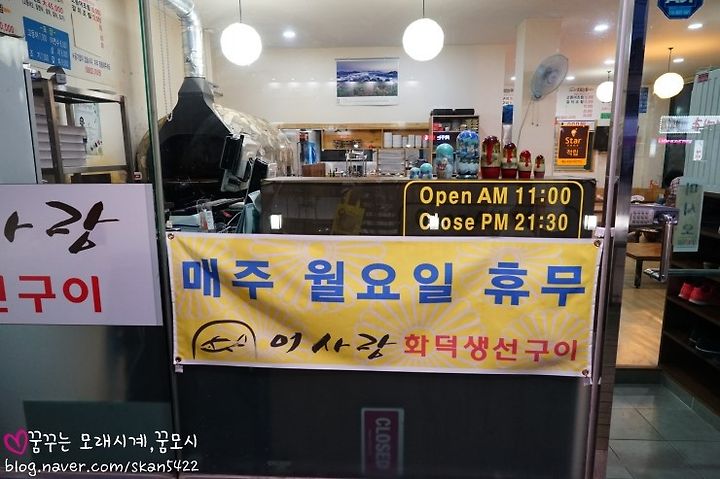 Open AM 11:00
Close PM 21:30
매주 월요일 휴무
어사랑 화덕생선구이
사랑
선구이
Star
적립
CLOSED
꿈꾸는 모래시계,꿈모시
blog.naver.com/skan5422